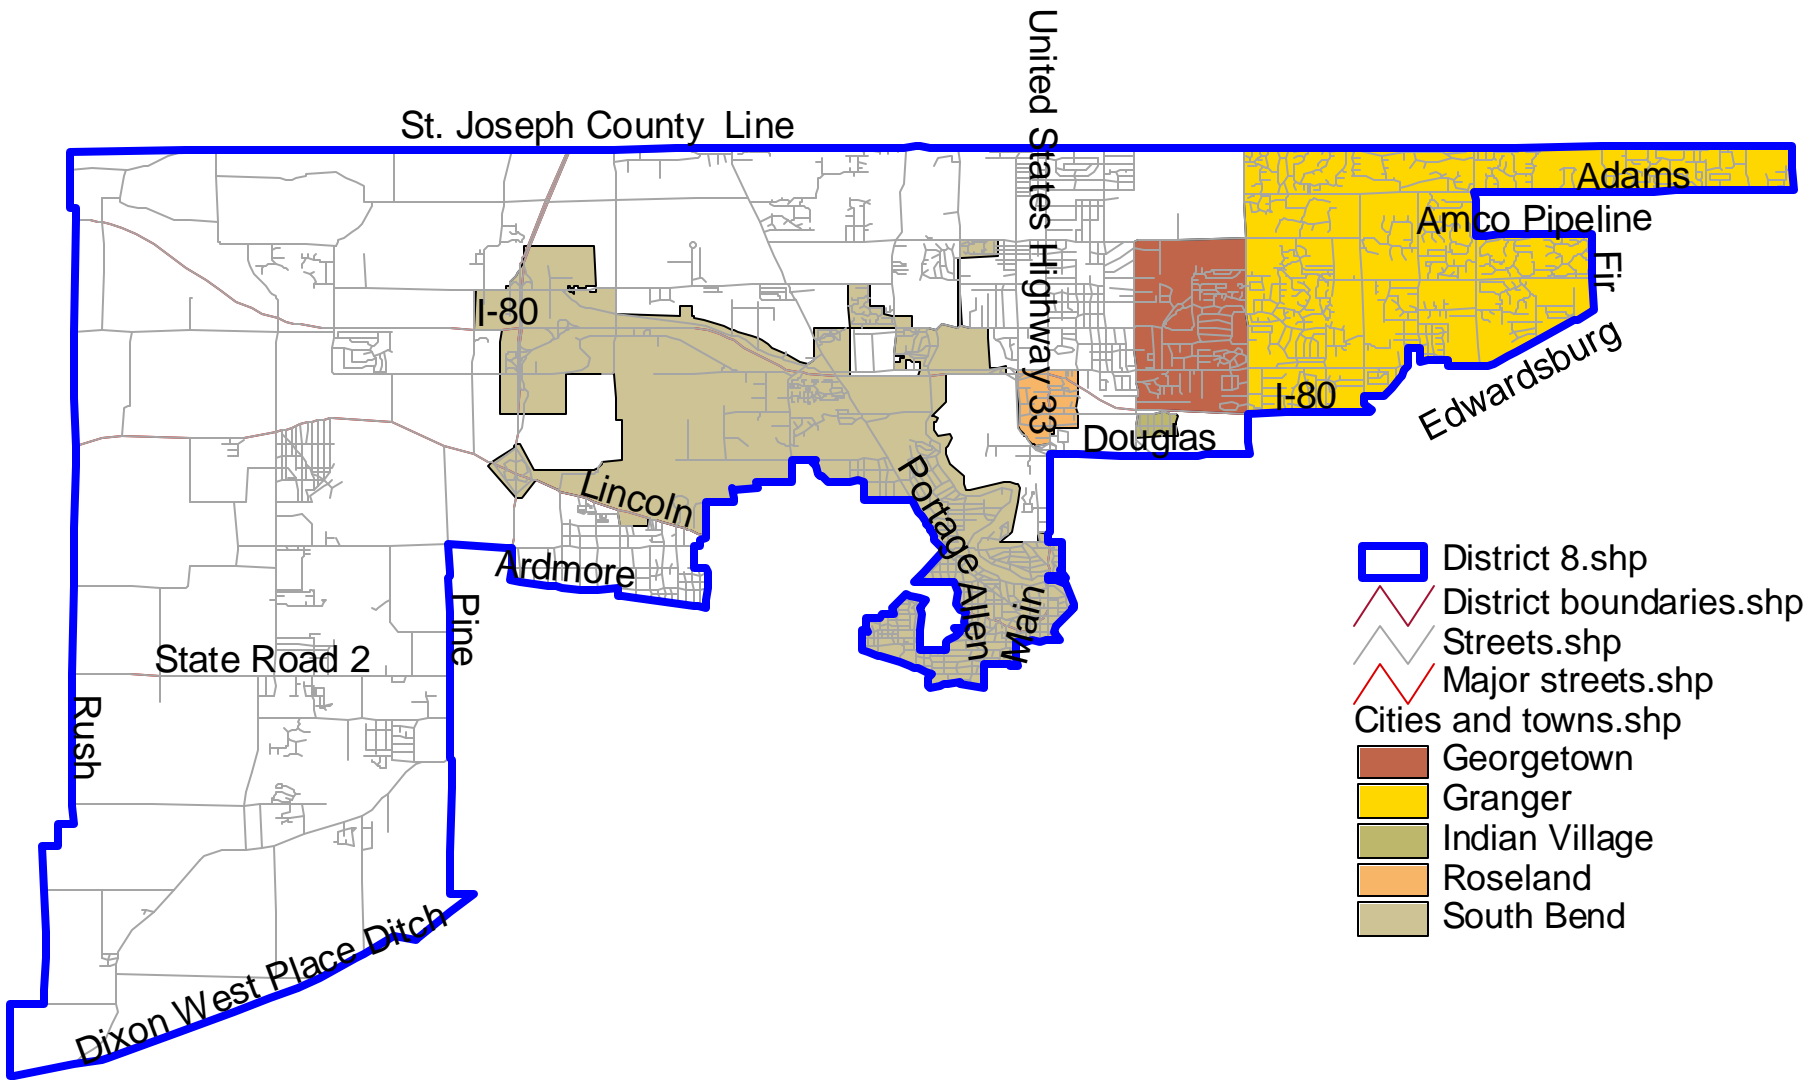 United States Highway 33
St. Joseph County Line
Adams
Amco Pipeline
Fir
I-80
Edwardsburg
I-80
Douglas
Portage
Lincoln
Ardmore
Allen
Main
Pine
State Road 2
Rush
Dixon West Place Ditch
District 8.shp
District boundaries.shp
Streets.shp
Major streets.shp
Cities and towns.shp
Georgetown
Granger
Indian Village
Roseland
South Bend